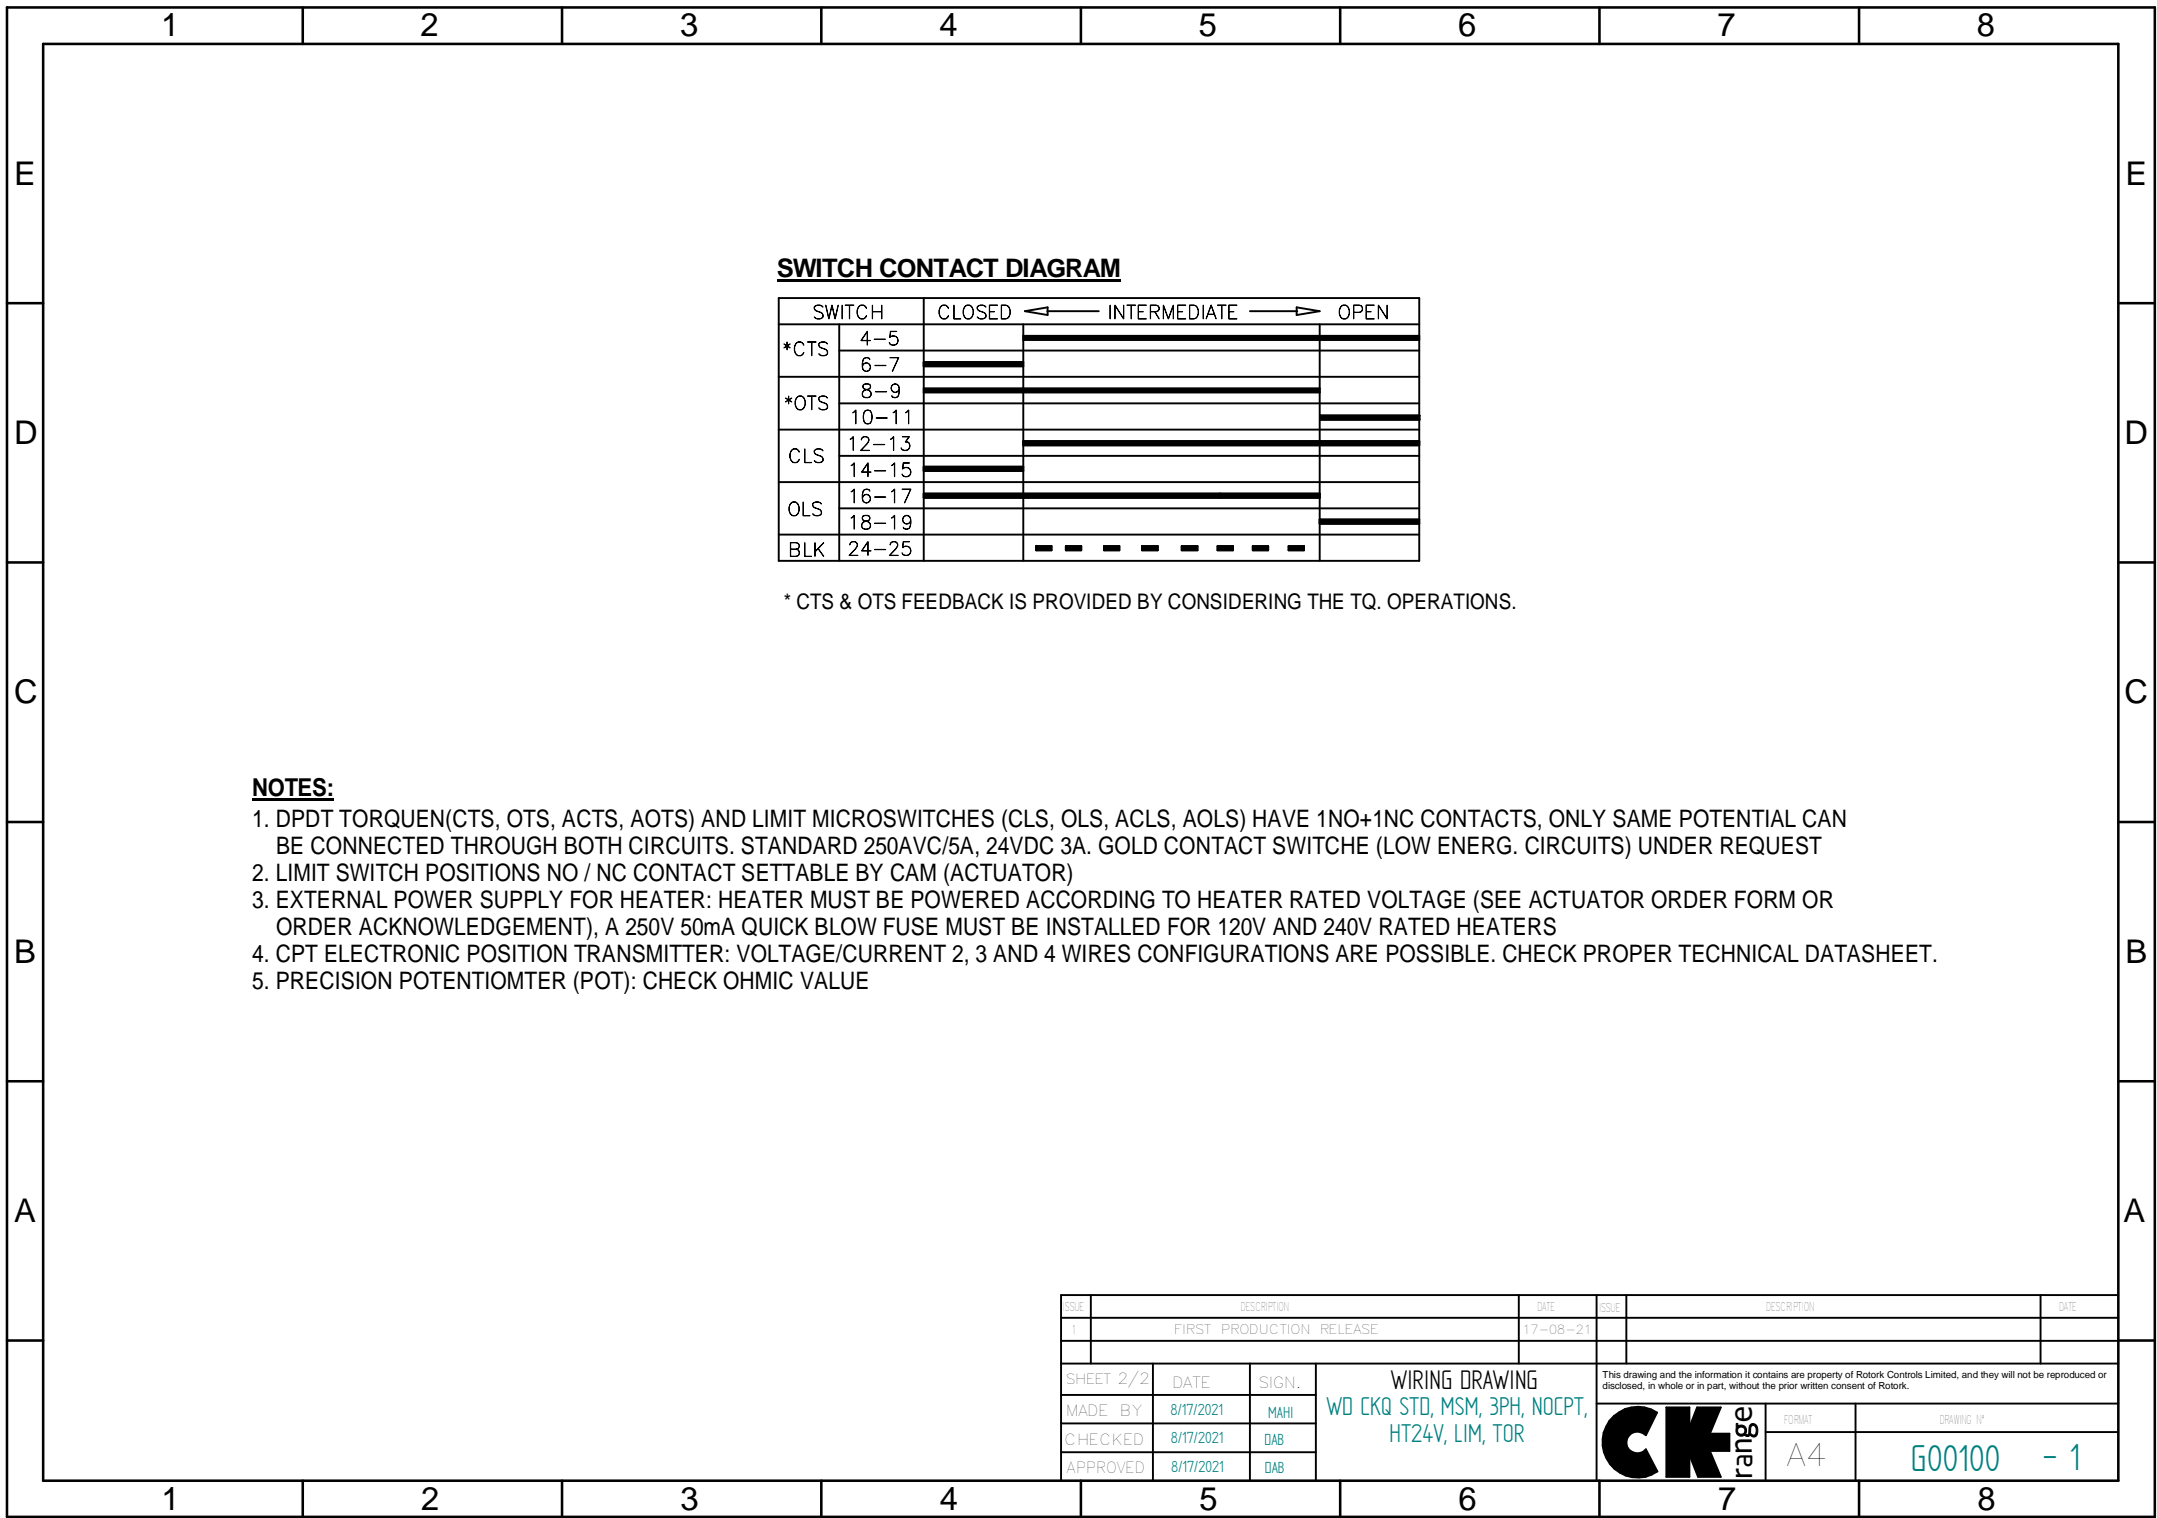 1 2 3 4 5 6 7 8
E E
SWITCH CONTACT DIAGRAM
SWITCH CLOSED INTERMEDIATE OPEN
*CTS 4-5
6-7
*OTS 8-9
10-11
D D
CLS 12-13
14-15
OLS 16-17
18-19
BLK 24-25
* CTS & OTS FEEDBACK IS PROVIDED BY CONSIDERING THE TQ. OPERATIONS.
C C
NOTES:
1. DPDT TORQUEN(CTS, OTS, ACTS, AOTS) AND LIMIT MICROSWITCHES (CLS, OLS, ACLS, AOLS) HAVE 1NO+1NC CONTACTS, ONLY SAME POTENTIAL CAN
BE CONNECTED THROUGH BOTH CIRCUITS. STANDARD 250AVC/5A, 24VDC 3A. GOLD CONTACT SWITCHE (LOW ENERG. CIRCUITS) UNDER REQUEST
2. LIMIT SWITCH POSITIONS NO / NC CONTACT SETTABLE BY CAM (ACTUATOR)
3. EXTERNAL POWER SUPPLY FOR HEATER: HEATER MUST BE POWERED ACCORDING TO HEATER RATED VOLTAGE (SEE ACTUATOR ORDER FORM OR
ORDER ACKNOWLEDGEMENT), A 250V 50mA QUICK BLOW FUSE MUST BE INSTALLED FOR 120V AND 240V RATED HEATERS
4. CPT ELECTRONIC POSITION TRANSMITTER: VOLTAGE/CURRENT 2, 3 AND 4 WIRES CONFIGURATIONS ARE POSSIBLE. CHECK PROPER TECHNICAL DATASHEET.
5. PRECISION POTENTIOMTER (POT): CHECK OHMIC VALUE
B B
A A
ISSUE DESCRIPTION DATE ISSUE DESCRIPTION DATE
1 FIRST PRODUCTION RELEASE 17-08-21
SHEET 2/2 DATE SIGN.
MADE BY 8/17/2021 MAHI
CHECKED 8/17/2021 DAB
APPROVED 8/17/2021 DAB
WIRING DRAWING
WD CKQ STD, MSM, 3PH, NOCPT,
HT24V, LIM, TOR
This drawing and the information it contains are property of Rotork Controls Limited, and they will not be reproduced or
disclosed, in whole or in part, without the prior written consent of Rotork.
CK range
FORMAT
A4
DRAWING Nº
G00100 - 1
1 2 3 4 5 6 7 8